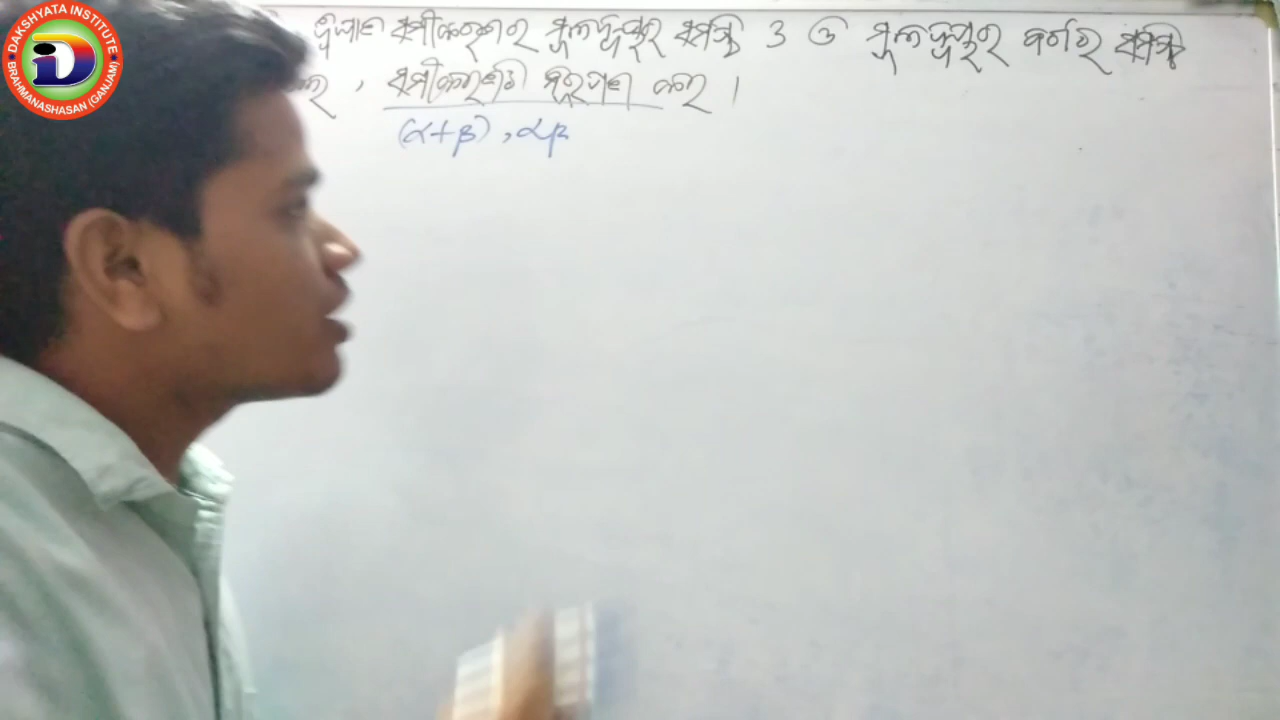 DAKSHYATA INSTITUTE
BRAHMANASHASAN (GANJAM)
ଦ୍ୱିଘାତ ସମୀକରଣର ମୂଳଦ୍ୱୟର ସମଷ୍ଟି 3 ଓ ମୂଳଦ୍ୱୟର ବର୍ଗର ସମଷ୍ଟି
ସମୀକରଣଟି ନିରୂପଣ କର ।
(α+β), αβ